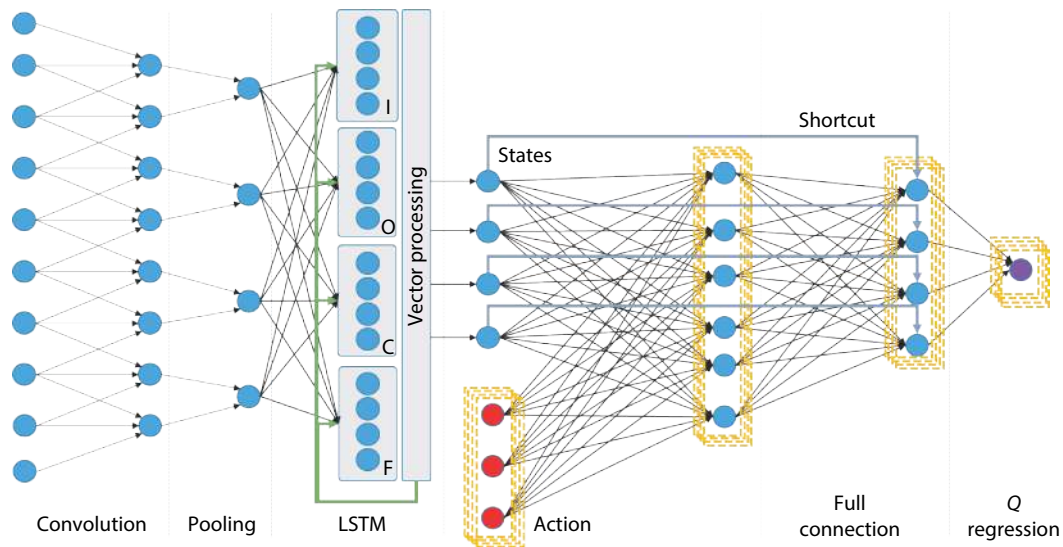 I
O
C
F
Vector processing
States
Shortcut
Convolution
Pooling
LSTM
Action
Full
connection
Q
regression